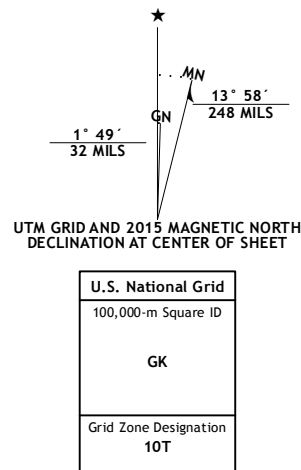 ★
MN
GN
1° 49´
32 MILS
13° 58´
248 MILS
UTM GRID AND 2015 MAGNETIC NORTH
DECLINATION AT CENTER OF SHEET
U.S. National Grid
100,000-m Square ID
GK
Grid Zone Designation
10T